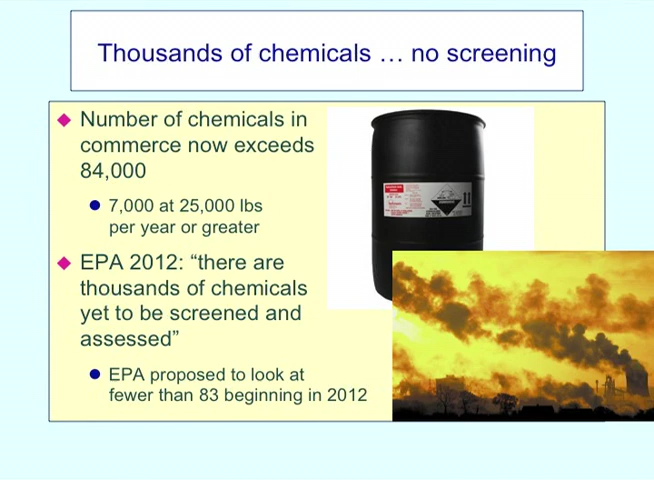 Thousands of chemicals … no screening
Number of chemicals in
commerce now exceeds
84,000
7,000 at 25,000 lbs
per year or greater
EPA 2012: “there are
thousands of chemicals
yet to be screened and
assessed”
EPA proposed to look at
fewer than 83 beginning in 2012